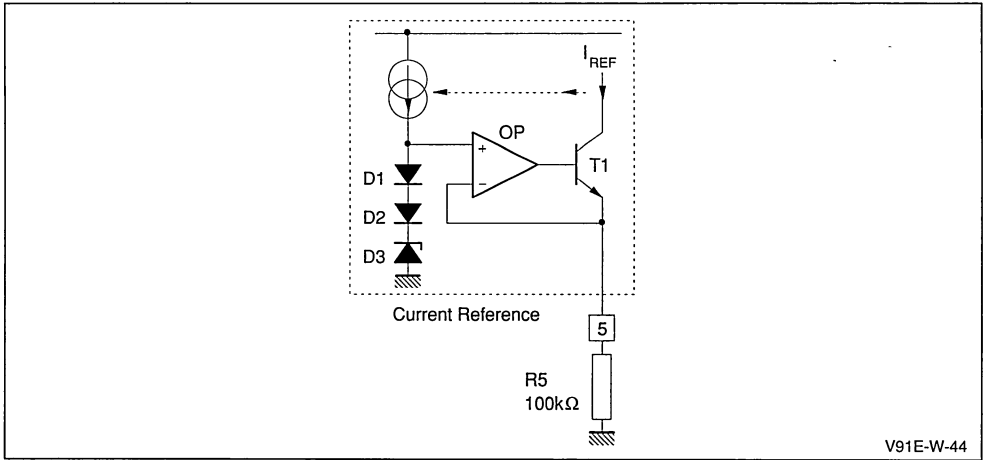 I REF
OP
+
−
T1
D1
D2
D3
Current Reference
5
R5
100kΩ
V91E-W-44